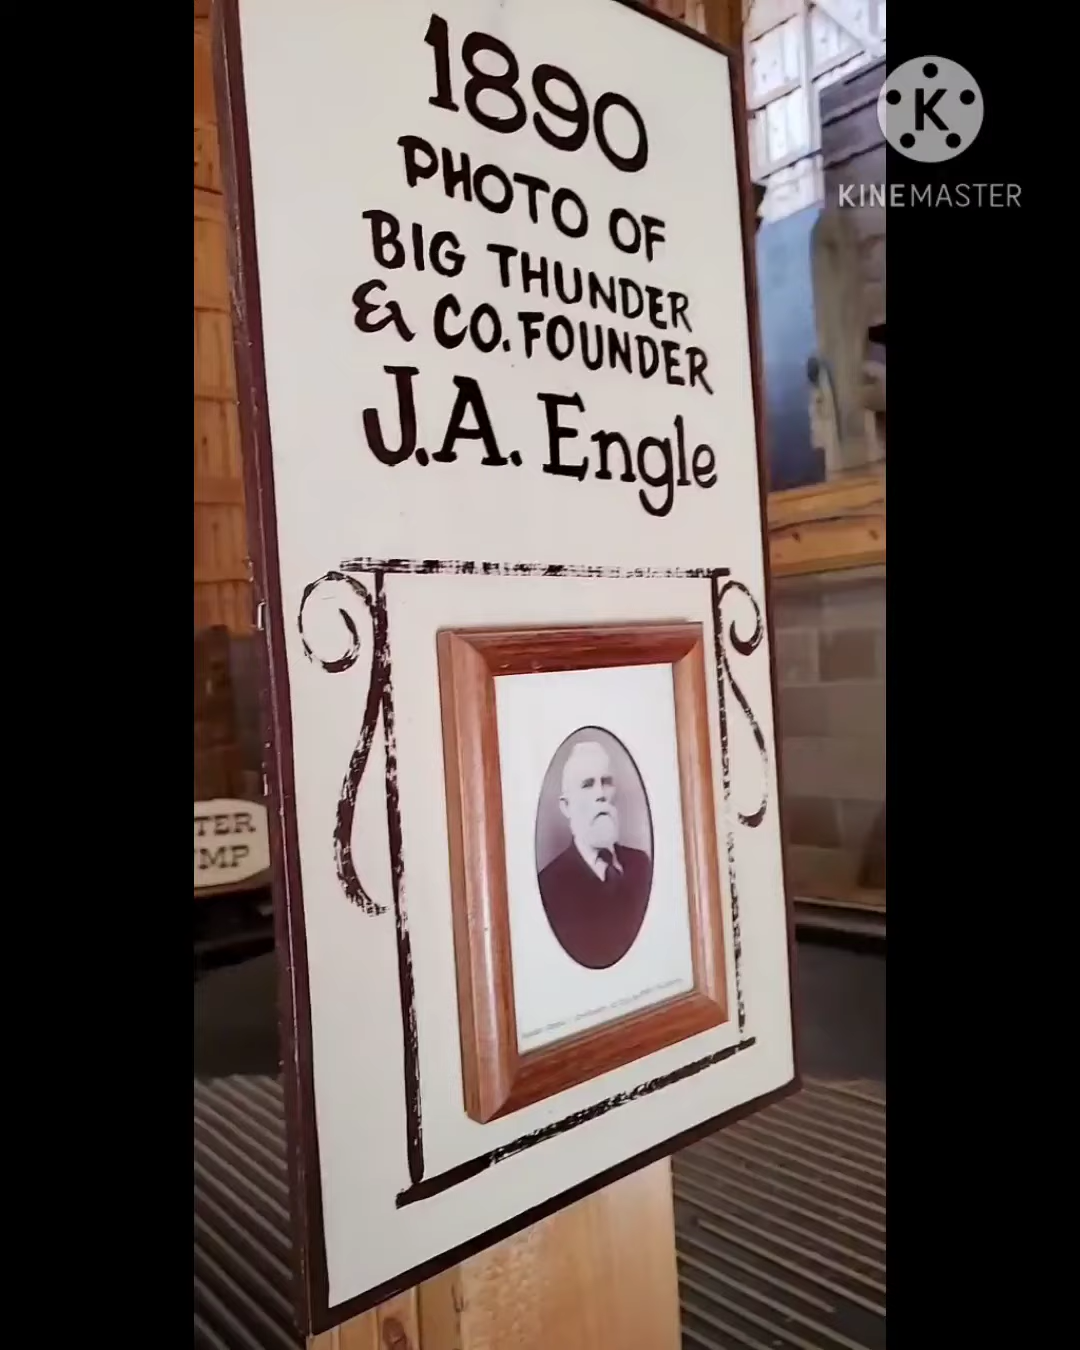 1890
PHOTO OF
BIG THUNDER
& CO. FOUNDER
J.A. Engle
TER
MP
K
KINEMASTER